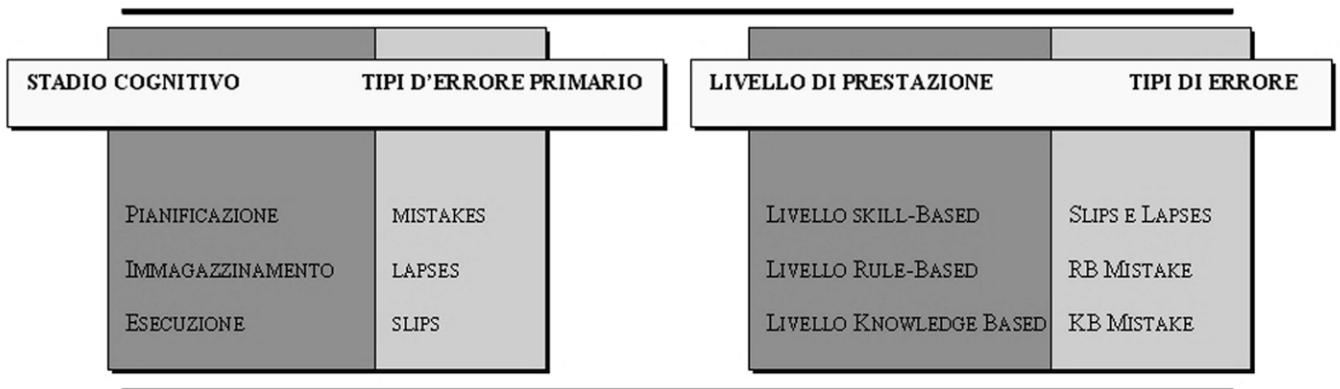 STADIO COGNITIVO TIPI D'ERRORE PRIMARIO
PIANIFICAZIONE MISTAKES
IMMAGAZZINAMENTO LAPSES
ESECUZIONE SLIPS
LIVELLO DI PRESTAZIONE TIPI DI ERRORE
LIVELLO SKILL-BASED SLIPS E LAPSES
LIVELLO RULE-BASED RB MISTAKE
LIVELLO KNOWLEDGE BASED KB MISTAKE